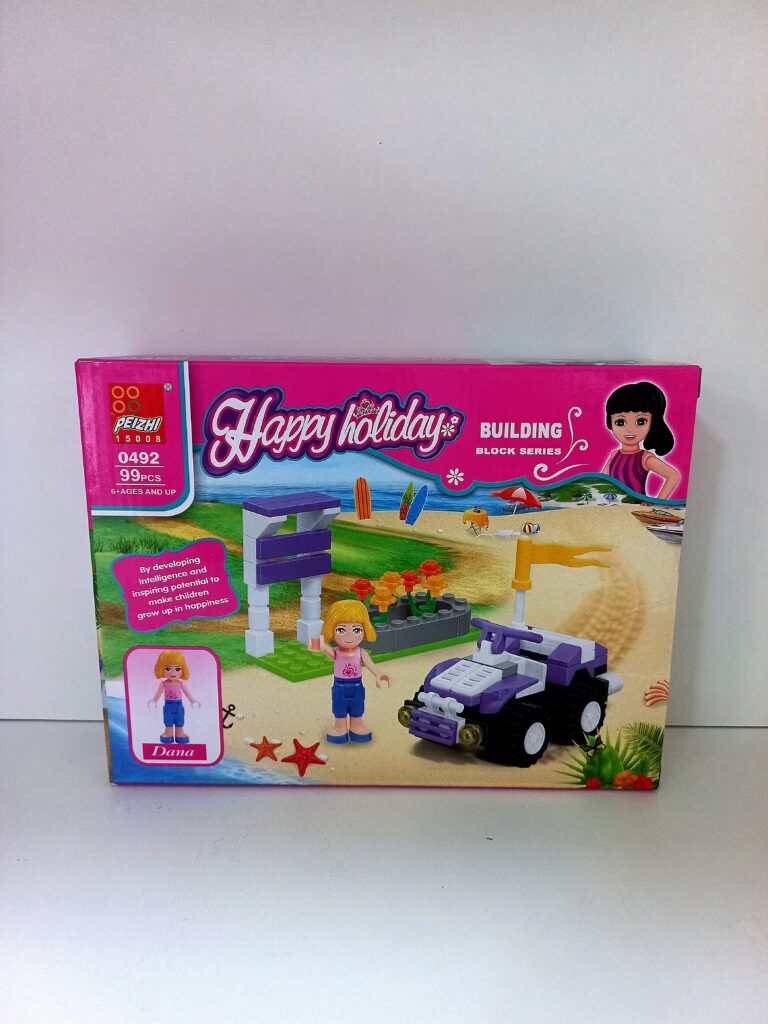 PEIZHI
15008
®
0492
99PCS
6+AGES AND UP
Happy holiday
BUILDING
BLOCK SERIES
By developing
intelligence and
inspiring potential to
make children
grow up in happiness
Dana